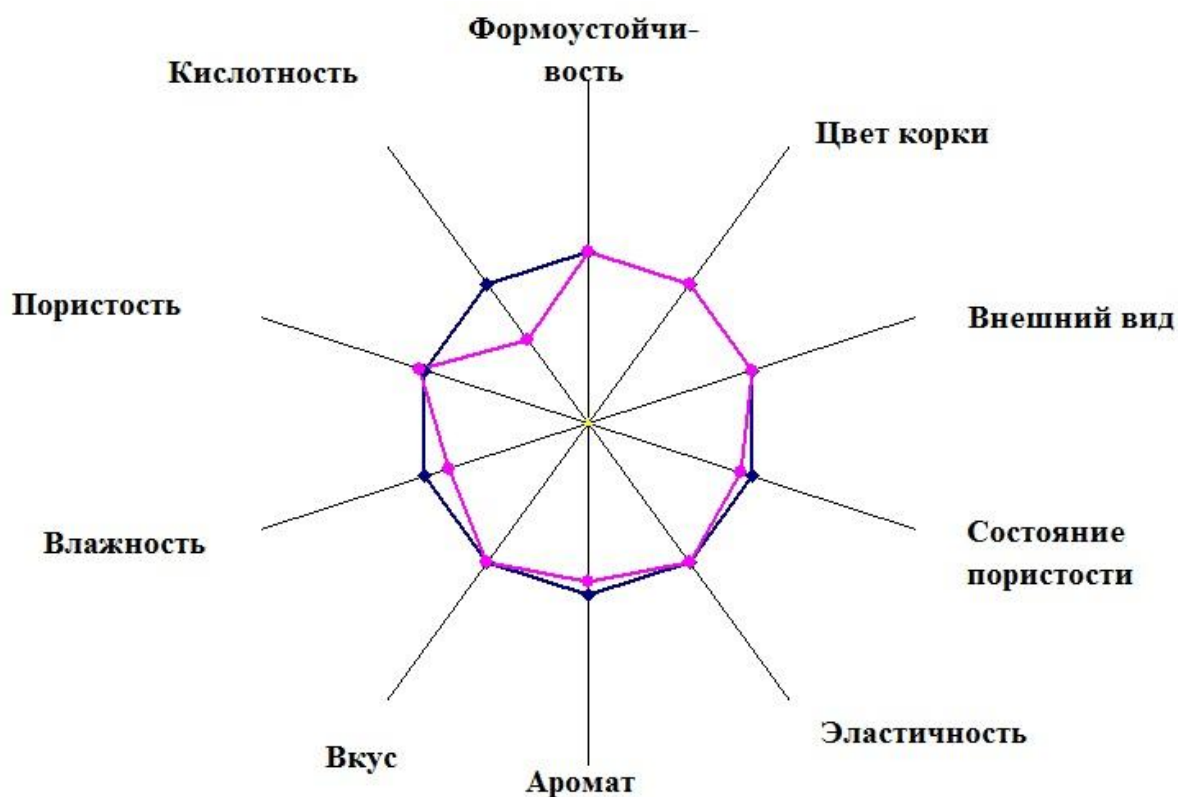 Формоустойчи-
вость
Кислотность
Цвет корки
Пористость
Внешний вид
Влажность
Состояние
пористости
Вкус
Эластичность
Аромат